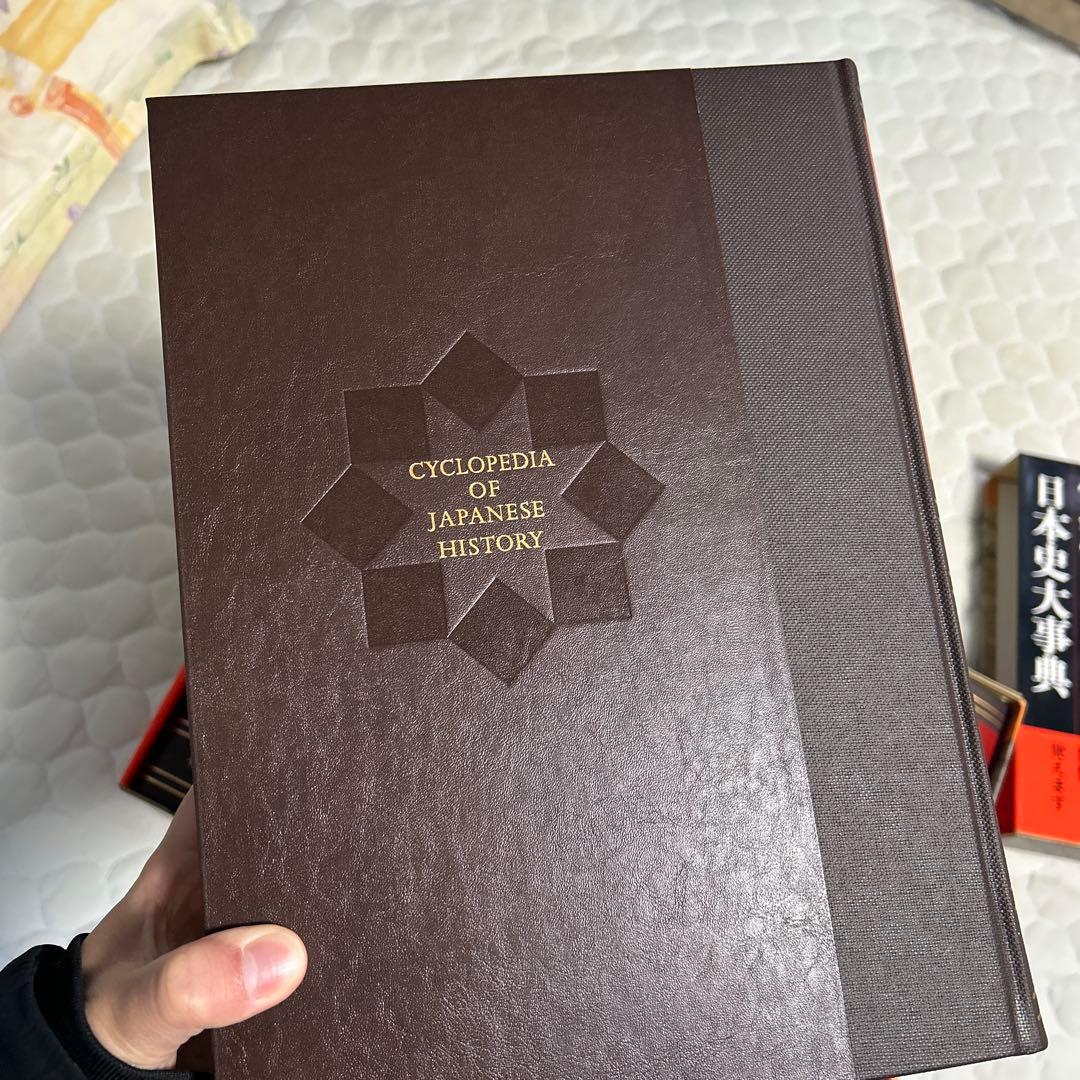 CYCLOPEDIA
OF
JAPANESE
HISTORY
日本史大事典